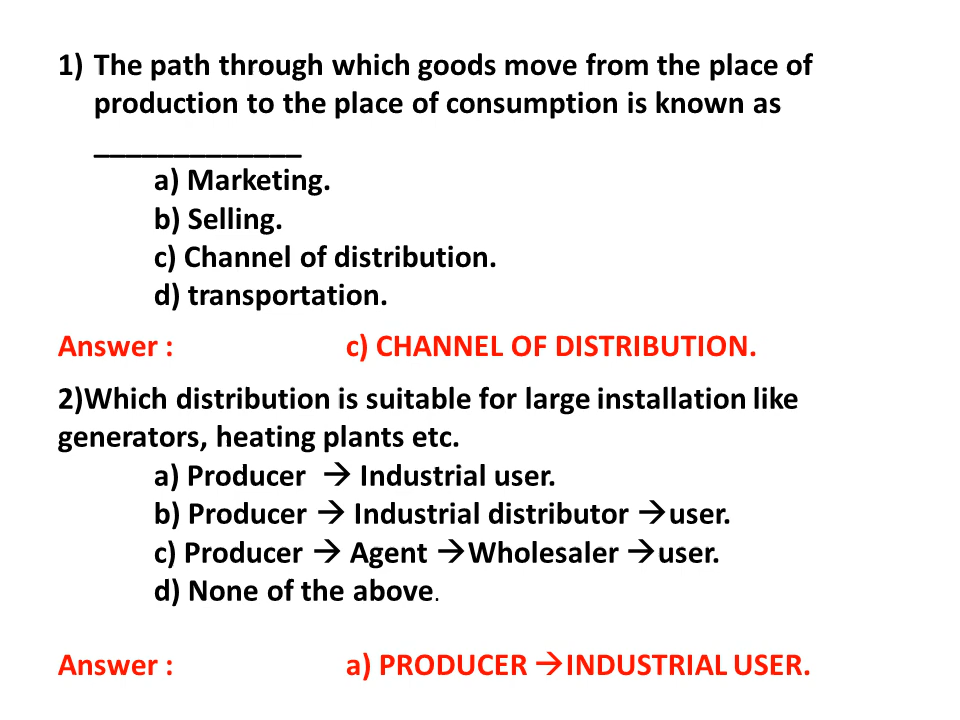 1) The path through which goods move from the place of
production to the place of consumption is known as
_____________
a) Marketing.
b) Selling.
c) Channel of distribution.
d) transportation.
Answer : c) CHANNEL OF DISTRIBUTION.
2)Which distribution is suitable for large installation like
generators, heating plants etc.
a) Producer → Industrial user.
b) Producer → Industrial distributor →user.
c) Producer → Agent →Wholesaler →user.
d) None of the above.
Answer : a) PRODUCER →INDUSTRIAL USER.